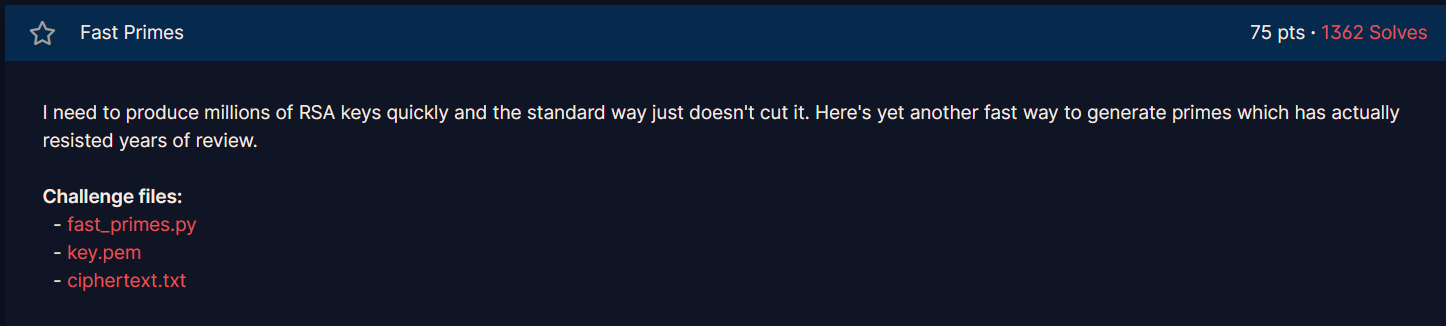 Fast Primes
75 pts · 1362 Solves
I need to produce millions of RSA keys quickly and the standard way just doesn't cut it. Here's yet another fast way to generate primes which has actually
resisted years of review.
Challenge files:
- fast_primes.py
- key.pem
- ciphertext.txt